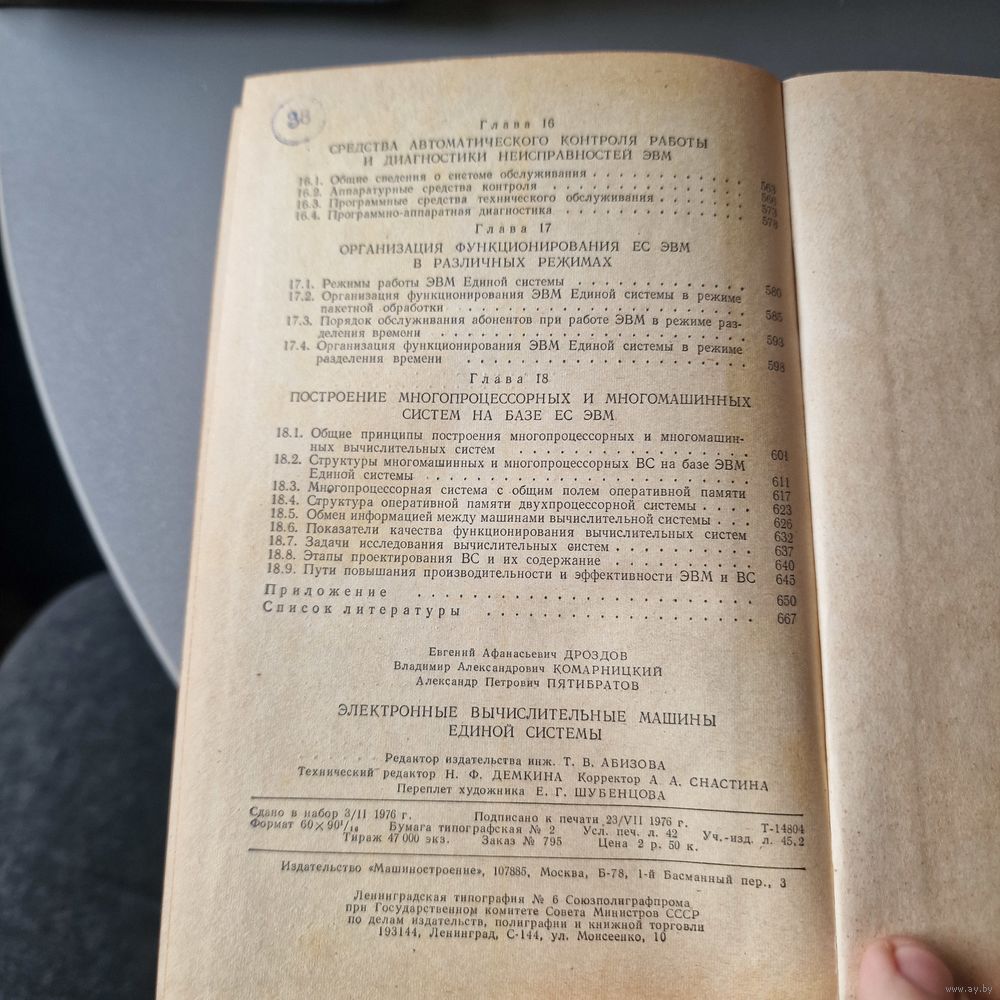 98
Глава 16
СРЕДСТВА АВТОМАТИЧЕСКОГО КОНТРОЛЯ РАБОТЫ
И ДИАГНОСТИКИ НЕИСПРАВНОСТЕЙ ЭВМ
16.1. Общие сведения о системе обслуживания . . . . . . . . . . 563
16.2. Аппаратурные средства контроля . . . . . . . . . . . . 566
16.3. Программные средства технического обслуживания . . . . . . 573
16.4. Программно-аппаратная диагностика . . . . . . . . . . . 578
Глава 17
ОРГАНИЗАЦИЯ ФУНКЦИОНИРОВАНИЯ ЕС ЭВМ
В РАЗЛИЧНЫХ РЕЖИМАХ
17.1. Режимы работы ЭВМ Единой системы . . . . . . . . . . 580
17.2. Организация функционирования ЭВМ Единой системы в режиме
пакетной обработки . . . . . . . . . . . . . . . . 585
17.3. Порядок обслуживания абонентов при работе ЭВМ в режиме раз-
деления времени . . . . . . . . . . . . . . . . . 593
17.4. Организация функционирования ЭВМ Единой системы в режиме
разделения времени . . . . . . . . . . . . . . . . 598
Глава 18
ПОСТРОЕНИЕ МНОГОПРОЦЕССОРНЫХ И МНОГОМАШИННЫХ
СИСТЕМ НА БАЗЕ ЕС ЭВМ
18.1. Общие принципы построения многопроцессорных и многомашин-
ных вычислительных систем . . . . . . . . . . . . . 601
18.2. Структуры многомашинных и многопроцессорных ВС на базе ЭВМ
Единой системы . . . . . . . . . . . . . . . . . 611
18.3. Многопроцессорная система с общим полем оперативной памяти 617
18.4. Структура оперативной памяти двухпроцессорной системы . . . . 623
18.5. Обмен информацией между машинами вычислительной системы . . . 626
18.6. Показатели качества функционирования вычислительных систем 632
18.7. Задачи исследования вычислительных систем . . . . . . . . 637
18.8. Этапы проектирования ВС и их содержание . . . . . . . . . 640
18.9. Пути повышания производительности и эффективности ЭВМ и ВС 645
Приложение . . . . . . . . . . . . . . . . . . . 650
Список литературы . . . . . . . . . . . . . . . . 667
Евгений Афанасьевич ДРОЗДОВ
Владимир Александрович КОМАРНИЦКИЙ
Александр Петрович ПЯТИБРАТОВ
ЭЛЕКТРОННЫЕ ВЫЧИСЛИТЕЛЬНЫЕ МАШИНЫ
ЕДИНОЙ СИСТЕМЫ
Редактор издательства инж. Т. В. АБИЗОВА
Технический редактор Н. Ф. ДЕМКИНА Корректор А. А. СНАСТИНА
Переплет художника Е. Г. ШУБЕНЦОВА
Сдано в набор 3/II 1976 г. Подписано к печати 23/VII 1976 г. Т-14804
Формат 60×90¹/₁₆ Бумага типографская № 2 Усл. печ. л. 42 Уч.-изд. л. 45,2
Тираж 47 000 экз. Заказ № 795 Цена 2 р. 50 к.
Издательство «Машиностроение», 107885, Москва, Б-78, 1-й Басманный пер., 3
Ленинградская типография № 6 Союзполиграфпрома
при Государственном комитете Совета Министров СССР
по делам издательств, полиграфии и книжной торговли
193144, Ленинград, С-144, ул. Моисеенко, 10
www.ay.by